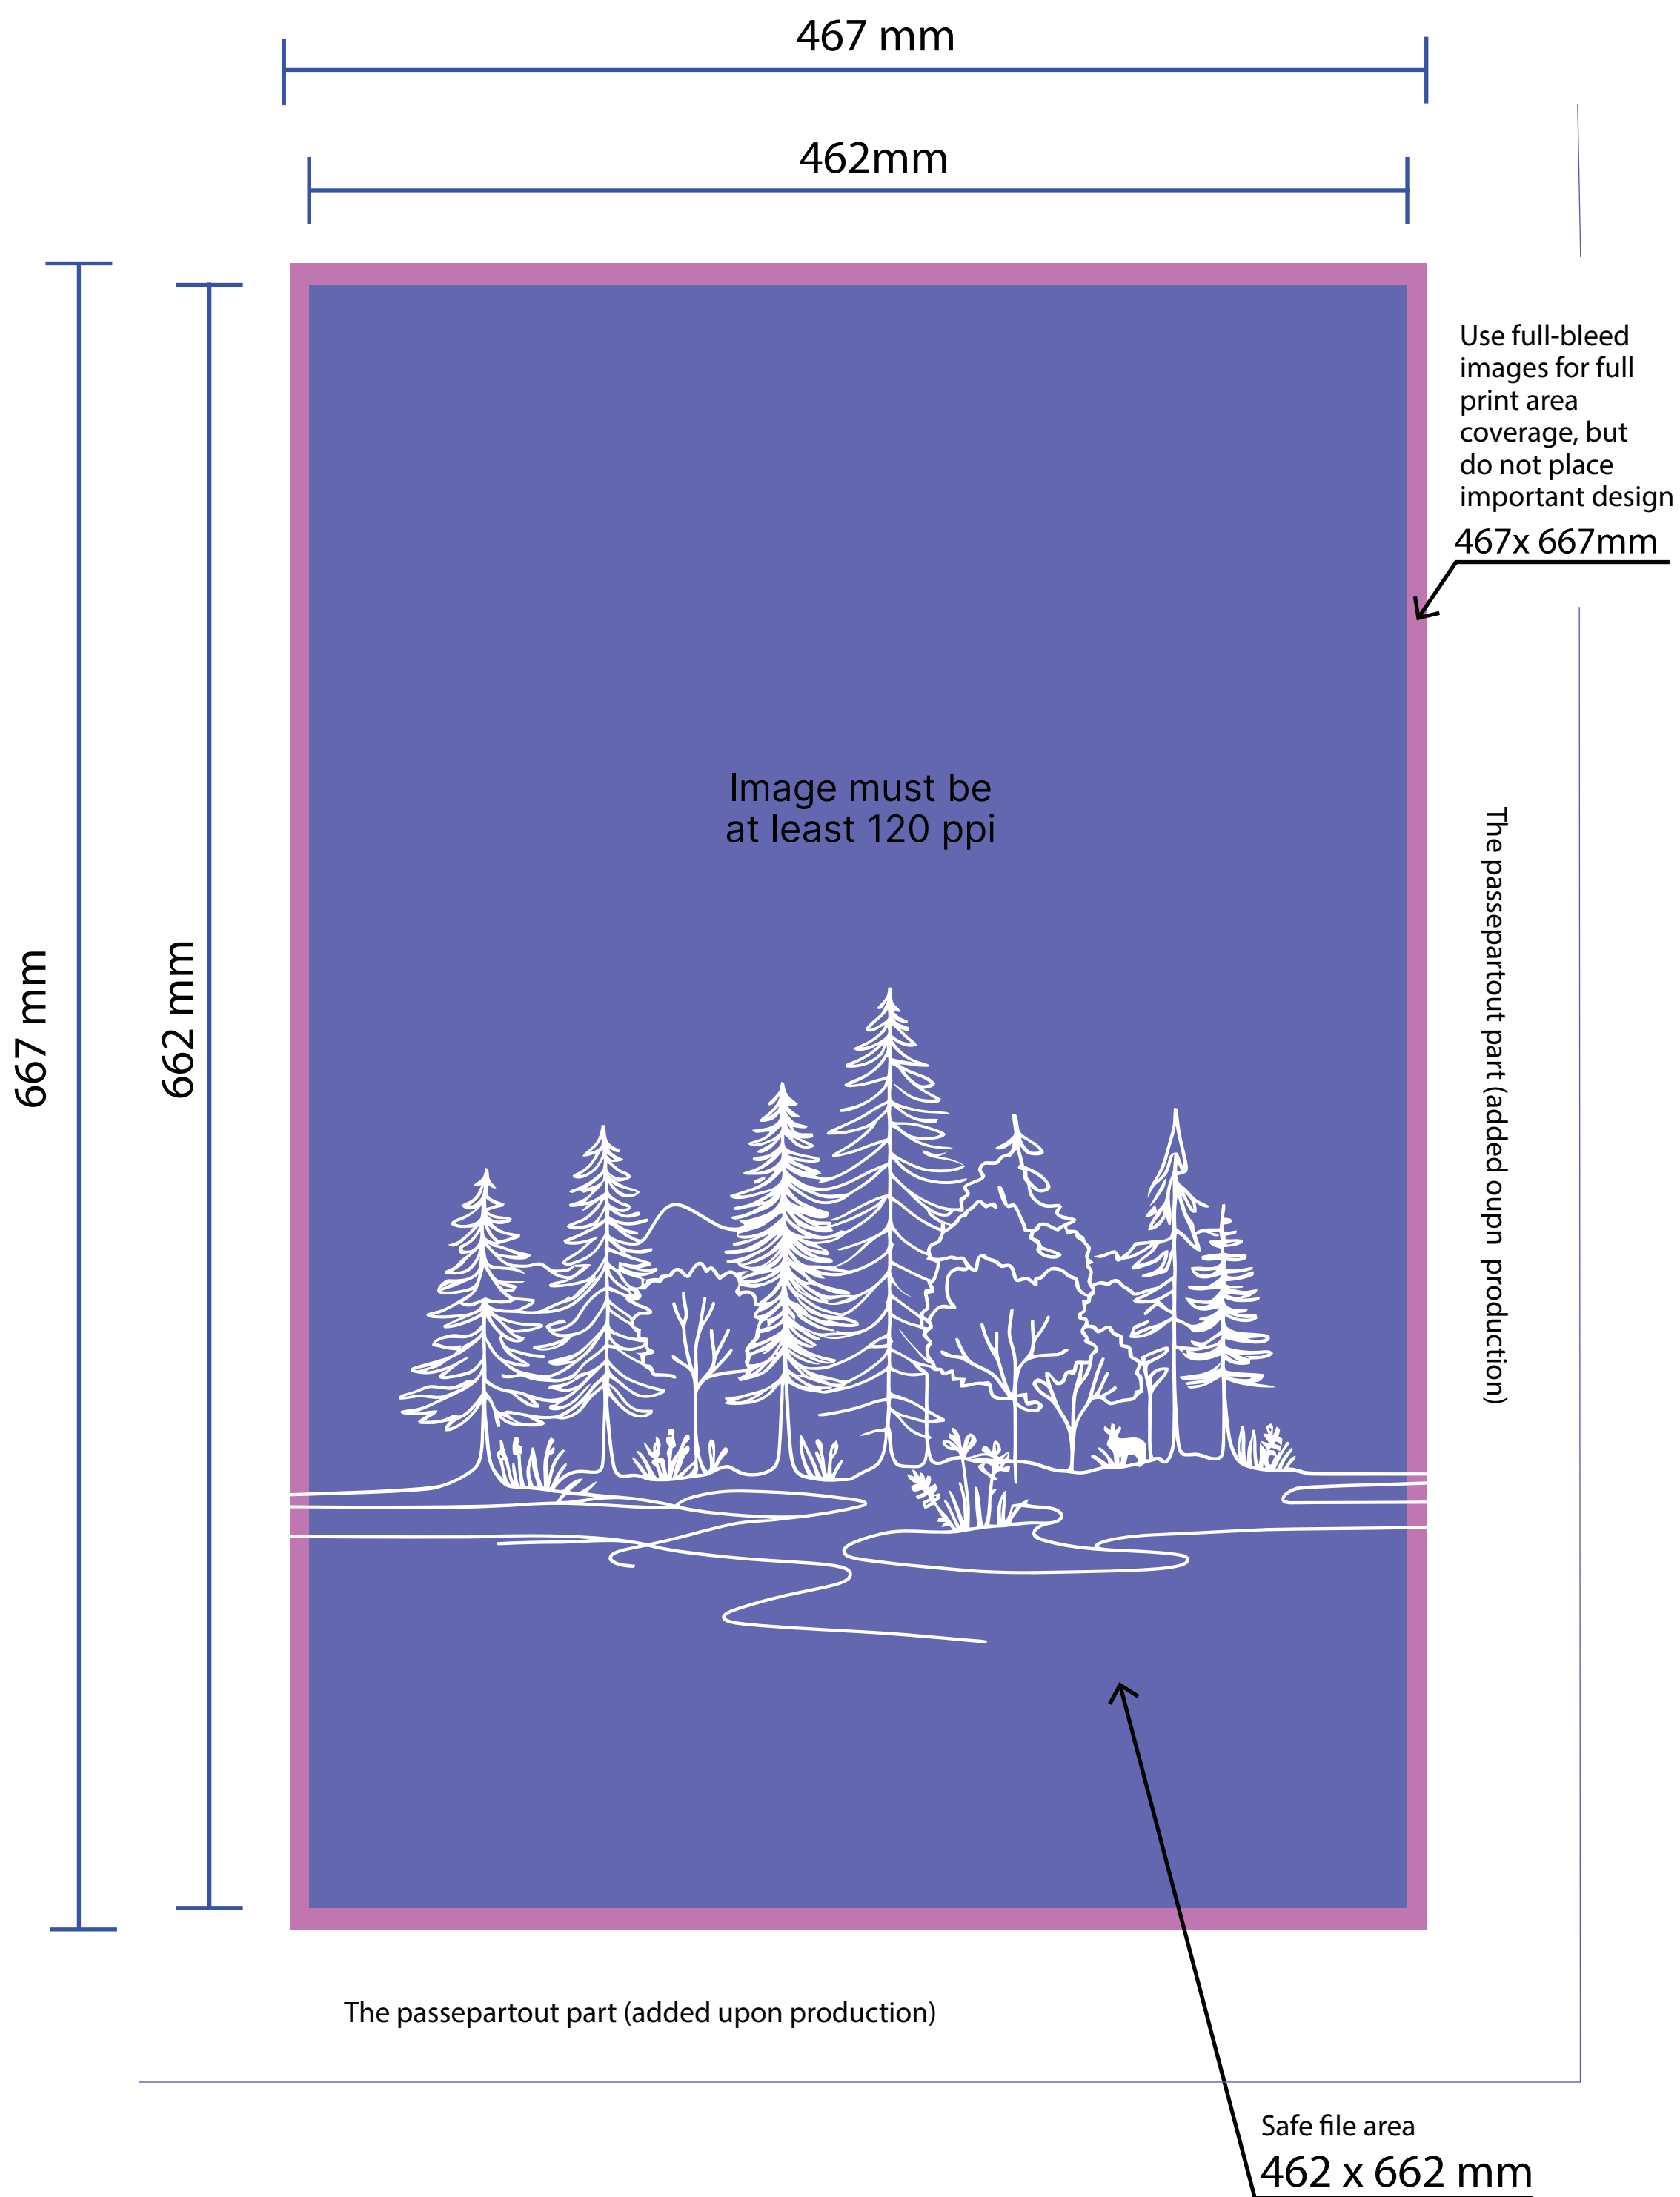 467 mm
462mm
Use full-bleed
images for full
print area
coverage, but
do not place
important design
467x 667mm
Image must be
at least 120 ppi
667 mm
662 mm
The passepartout part (added oupn production)
The passepartout part (added upon production)
Safe file area
462 x 662 mm